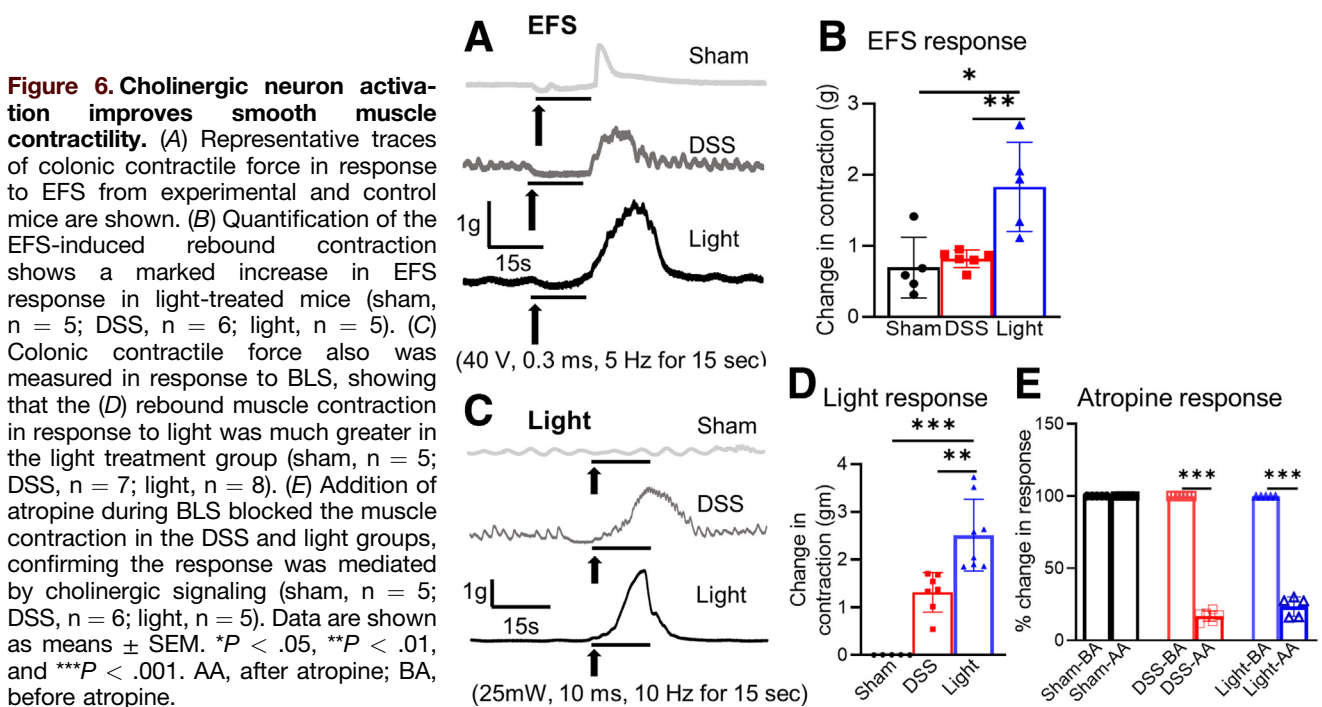 Figure 6. Cholinergic neuron activa-
tion improves smooth muscle
contractility. (A) Representative traces
of colonic contractile force in response
to EFS from experimental and control
mice are shown. (B) Quantification of the
EFS-induced rebound contraction
shows a marked increase in EFS
response in light-treated mice (sham,
n = 5; DSS, n = 6; light, n = 5). (C)
Colonic contractile force also was
measured in response to BLS, showing
that the (D) rebound muscle contraction
in response to light was much greater in
the light treatment group (sham, n = 5;
DSS, n = 7; light, n = 8). (E) Addition of
atropine during BLS blocked the muscle
contraction in the DSS and light groups,
confirming the response was mediated
by cholinergic signaling (sham, n = 5;
DSS, n = 6; light, n = 5). Data are shown
as means ± SEM. *P < .05, **P < .01,
and ***P < .001. AA, after atropine; BA,
before atropine.
A
EFS
Sham
DSS
Light
1g
15s
(40 V, 0.3 ms, 5 Hz for 15 sec)
B
EFS response
*
**
Change in contraction (g)
3
2
1
0
Sham DSS Light
C
Light
Sham
DSS
Light
1g
15s
(25mW, 10 ms, 10 Hz for 15 sec)
D
Light response
***
**
Change in
contraction (gm)
4
3
2
1
0
Sham
DSS
Light
E
Atropine response
***
***
% change in response
150
100
50
0
Sham-BA
Sham-AA
DSS-BA
DSS-AA
Light-BA
Light-AA